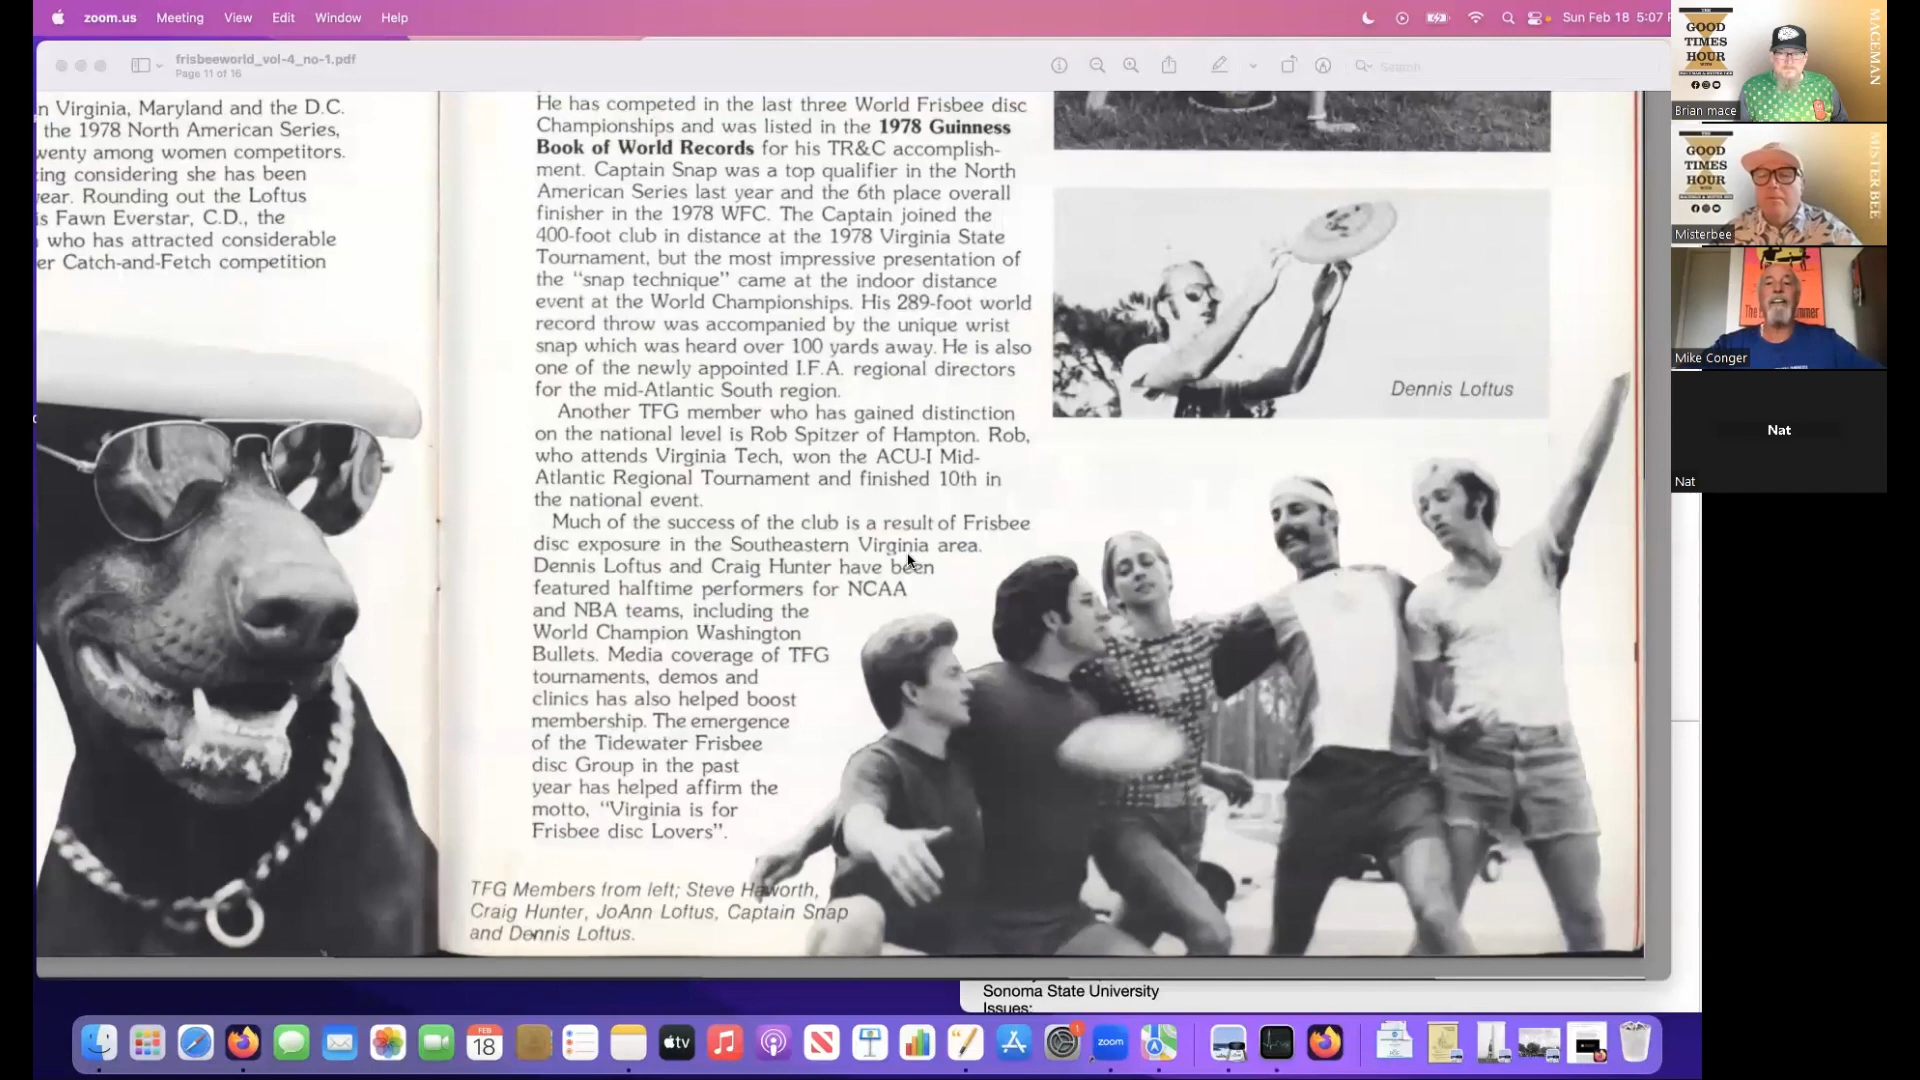 zoom.us Meeting View Edit Window Help
Sun Feb 18 5:07
frisbeeworld_vol-4_no-1.pdf
Page 11 of 16
Search
n Virginia, Maryland and the D.C.
the 1978 North American Series,
wenty among women competitors.
cing considering she has been
year. Rounding out the Loftus
is Fawn Everstar, C.D., the
who has attracted considerable
er Catch-and-Fetch competition
He has competed in the last three World Frisbee disc
Championships and was listed in the 1978 Guinness
Book of World Records for his TR&C accomplish-
ment. Captain Snap was a top qualifier in the North
American Series last year and the 6th place overall
finisher in the 1978 WFC. The Captain joined the
400-foot club in distance at the 1978 Virginia State
Tournament, but the most impressive presentation of
the "snap technique" came at the indoor distance
event at the World Championships. His 289-foot world
record throw was accompanied by the unique wrist
snap which was heard over 100 yards away. He is also
one of the newly appointed I.F.A. regional directors
for the mid-Atlantic South region.
Another TFG member who has gained distinction
on the national level is Rob Spitzer of Hampton. Rob,
who attends Virginia Tech, won the ACU-I Mid-
Atlantic Regional Tournament and finished 10th in
the national event.
Much of the success of the club is a result of Frisbee
disc exposure in the Southeastern Virginia area.
Dennis Loftus and Craig Hunter have been
featured halftime performers for NCAA
and NBA teams, including the
World Champion Washington
Bullets. Media coverage of TFG
tournaments, demos and
clinics has also helped boost
membership. The emergence
of the Tidewater Frisbee
disc Group in the past
year has helped affirm the
motto, "Virginia is for
Frisbee disc Lovers".
TFG Members from left; Steve Haworth,
Craig Hunter, JoAnn Loftus, Captain Snap
and Dennis Loftus.
Dennis Loftus
Sonoma State University
Issues:
FEB
18
tv
zoom
1
THE
GOOD
TIMES
HOUR
MACEMAN
Brian mace
THE
GOOD
TIMES
HOUR
MISTER BEE
Misterbee
Mike Conger
Nat
Nat